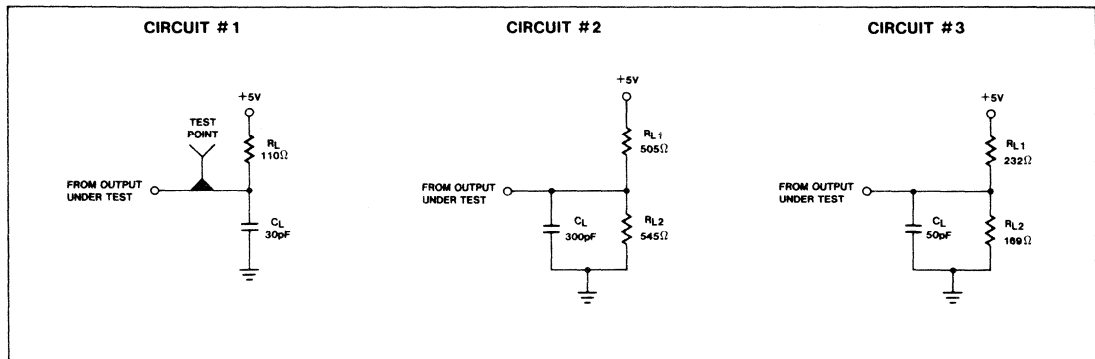 CIRCUIT #1
+5V
TEST
POINT
RL
110Ω
FROM OUTPUT
UNDER TEST
CL
30pF
CIRCUIT #2
+5V
RL1
505Ω
FROM OUTPUT
UNDER TEST
CL
300pF
RL2
545Ω
CIRCUIT #3
+5V
RL1
232Ω
FROM OUTPUT
UNDER TEST
CL
50pF
RL2
169Ω